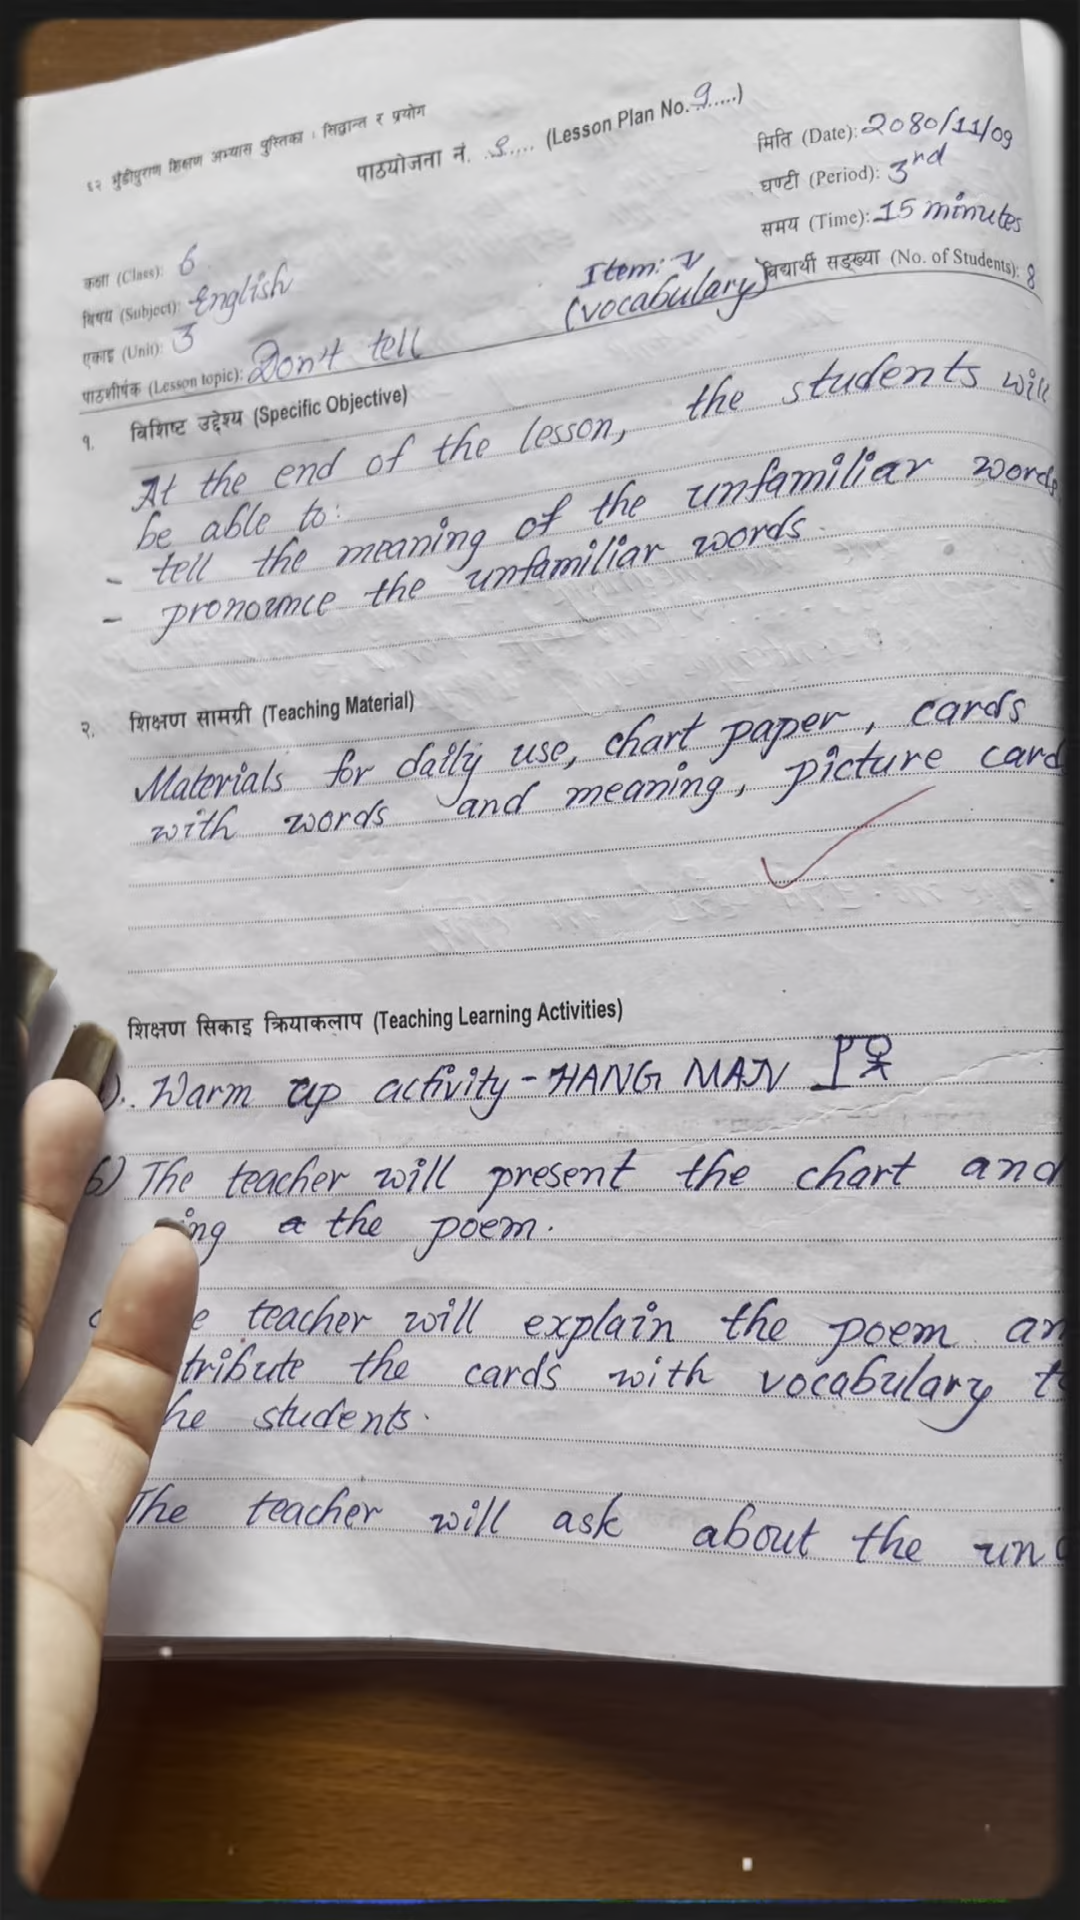 ६२ मुँडीपुराण शिक्षण अभ्यास पुस्तिका : सिद्धान्त र प्रयोग
पाठयोजना नं. .9.... (Lesson Plan No. 9.....)
मिति (Date): 2080/11/09
घण्टी (Period): 3rd
समय (Time): 15 minutes
विद्यार्थी सङ्ख्या (No. of Students): 8
कक्षा (Class): 6
विषय (Subject): English
एकाइ (Unit): 3
पाठशीर्षक (Lesson topic): Don't tell
Item:
(vocabulary)
१. विशिष्ट उद्देश्य (Specific Objective)
At the end of the lesson, the students will
be able to:
- tell the meaning of the unfamiliar words
- pronounce the unfamiliar words
२. शिक्षण सामग्री (Teaching Material)
Materials for daily use, chart paper, cards
with words and meaning, picture card
शिक्षण सिकाइ क्रियाकलाप (Teaching Learning Activities)
). Warm up activity - HANG MAN
b) The teacher will present the chart and
ing the poem.
teacher will explain the poem an
tribute the cards with vocabulary
he students.
The teacher will ask about the un